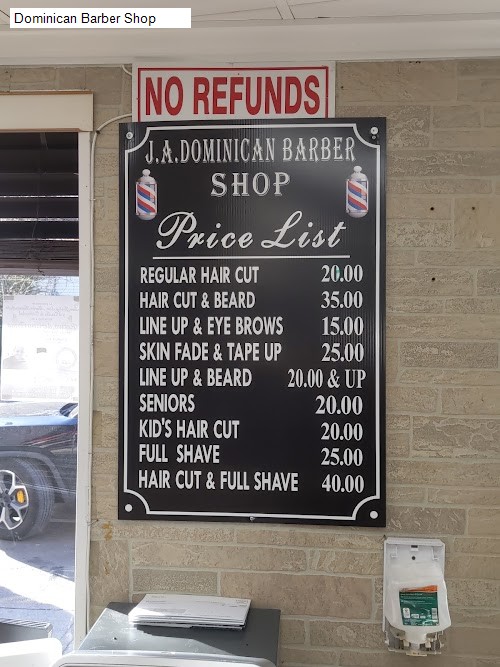 Dominican Barber Shop
NO REFUNDS
J.A.DOMINICAN BARBER
SHOP
Price List
REGULAR HAIR CUT 20.00
HAIR CUT & BEARD 35.00
LINE UP & EYE BROWS 15.00
SKIN FADE & TAPE UP 25.00
LINE UP & BEARD 20.00 & UP
SENIORS 20.00
KID'S HAIR CUT 20.00
FULL SHAVE 25.00
HAIR CUT & FULL SHAVE 40.00